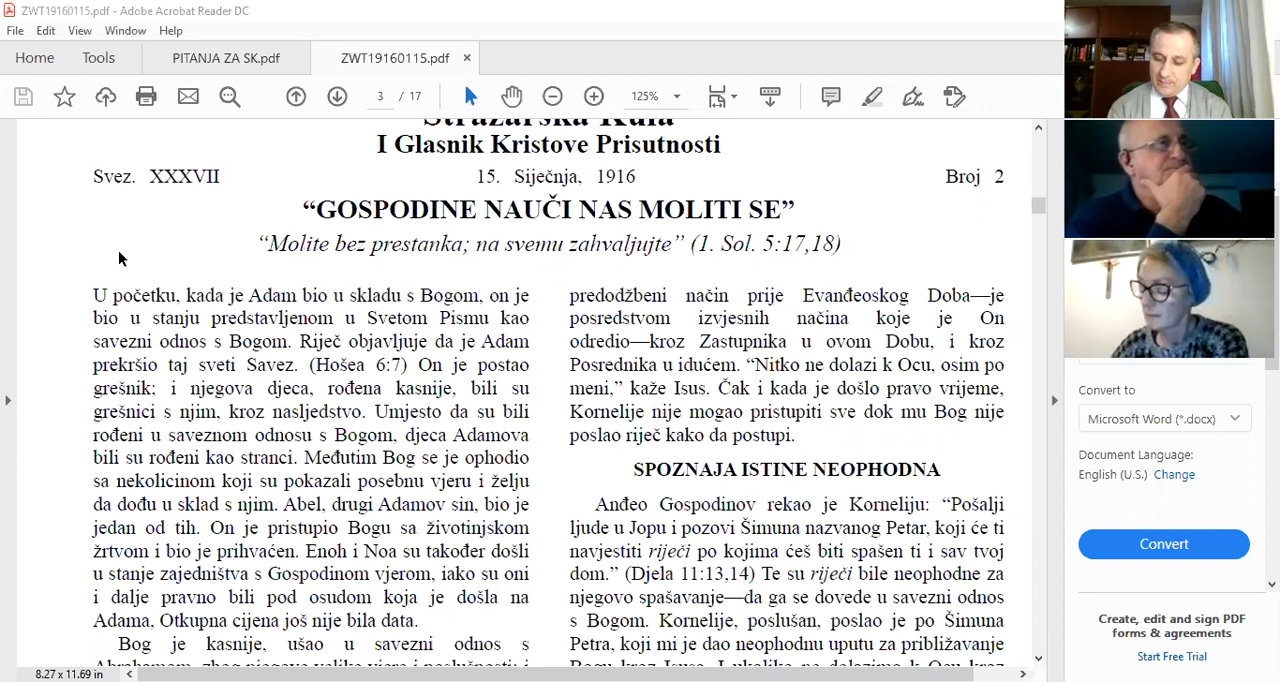 ZWT19160115.pdf - Adobe Acrobat Reader DC
File Edit View Window Help
Home Tools PITANJA ZA SK.pdf ZWT19160115.pdf ×
3 / 17 125%
Stražarska Kula
I Glasnik Kristove Prisutnosti
Svez. XXXVII 15. Siječnja, 1916 Broj 2
“GOSPODINE NAUČI NAS MOLITI SE”
“Molite bez prestanka; na svemu zahvaljujte” (1. Sol. 5:17,18)
U početku, kada je Adam bio u skladu s Bogom, on je
bio u stanju predstavljenom u Svetom Pismu kao
savezni odnos s Bogom. Riječ objavljuje da je Adam
prekršio taj sveti Savez. (Hošea 6:7) On je postao
grešnik; i njegova djeca, rođena kasnije, bili su
grešnici s njim, kroz nasljedstvo. Umjesto da su bili
rođeni u saveznom odnosu s Bogom, djeca Adamova
bili su rođeni kao stranci. Međutim Bog se je ophodio
sa nekolicinom koji su pokazali posebnu vjeru i želju
da dođu u sklad s njim. Abel, drugi Adamov sin, bio je
jedan od tih. On je pristupio Bogu sa životinjskom
žrtvom i bio je prihvaćen. Enoh i Noa su također došli
u stanje zajedništva s Gospodinom vjerom, iako su oni
i dalje pravno bili pod osudom koja je došla na
Adama, Otkupna cijena još nije bila data.
Bog je kasnije, ušao u savezni odnos s
Abrahamom, zbog njegove velike vjere i poslušnosti; i
predodžbeni način prije Evanđeoskog Doba—je
posredstvom izvjesnih načina koje je On
odredio—kroz Zastupnika u ovom Dobu, i kroz
Posrednika u idućem. “Nitko ne dolazi k Ocu, osim po
meni,” kaže Isus. Čak i kada je došlo pravo vrijeme,
Kornelije nije mogao pristupiti sve dok mu Bog nije
poslao riječ kako da postupi.
SPOZNAJA ISTINE NEOPHODNA
Anđeo Gospodinov rekao je Korneliju: “Pošalji
ljude u Jopu i pozovi Šimuna nazvanog Petar, koji će ti
navjestiti riječi po kojima ćeš biti spašen ti i sav tvoj
dom.” (Djela 11:13,14) Te su riječi bile neophodne za
njegovo spašavanje—da ga se dovede u savezni odnos
s Bogom. Kornelije, poslušan, poslao je po Šimuna
Petra, koji mi je dao neophodnu uputu za približavanje
Bogu kroz Isusa. I ukoliko ne dolazimo k Ocu kroz
8.27 x 11.69 in
Convert to
Microsoft Word (*.docx)
Document Language:
English (U.S.) Change
Convert
Create, edit and sign PDF
forms & agreements
Start Free Trial